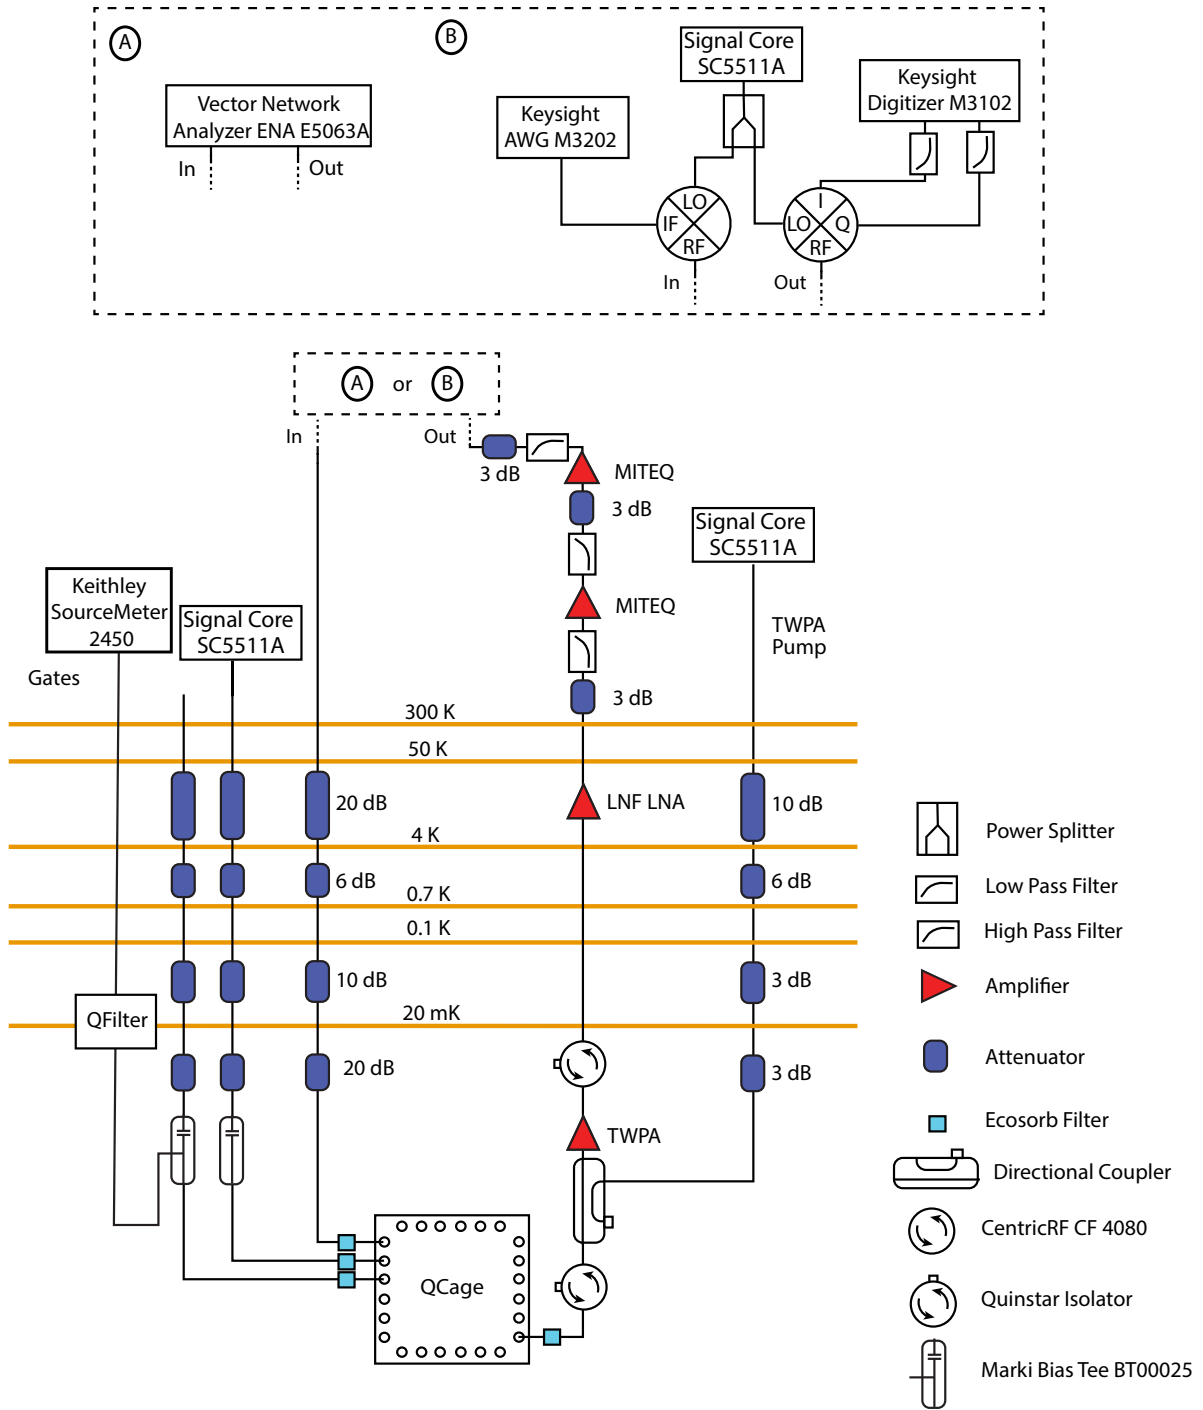 A
B
Signal Core
SC5511A
Vector Network
Analyzer ENA E5063A
In
Out
Keysight
AWG M3202
Keysight
Digitizer M3102
LO
IF
RF
In
I
LO
Q
RF
Out
A or B
In
Out
3 dB
MITEQ
3 dB
MITEQ
3 dB
Signal Core
SC5511A
TWPA
Pump
Keithley
SourceMeter
2450
Signal Core
SC5511A
Gates
300 K
50 K
20 dB
LNF LNA
10 dB
4 K
6 dB
6 dB
0.7 K
0.1 K
10 dB
3 dB
20 mK
QFilter
20 dB
3 dB
TWPA
QCage
Power Splitter
Low Pass Filter
High Pass Filter
Amplifier
Attenuator
Ecosorb Filter
Directional Coupler
CentricRF CF 4080
Quinstar Isolator
Marki Bias Tee BT00025